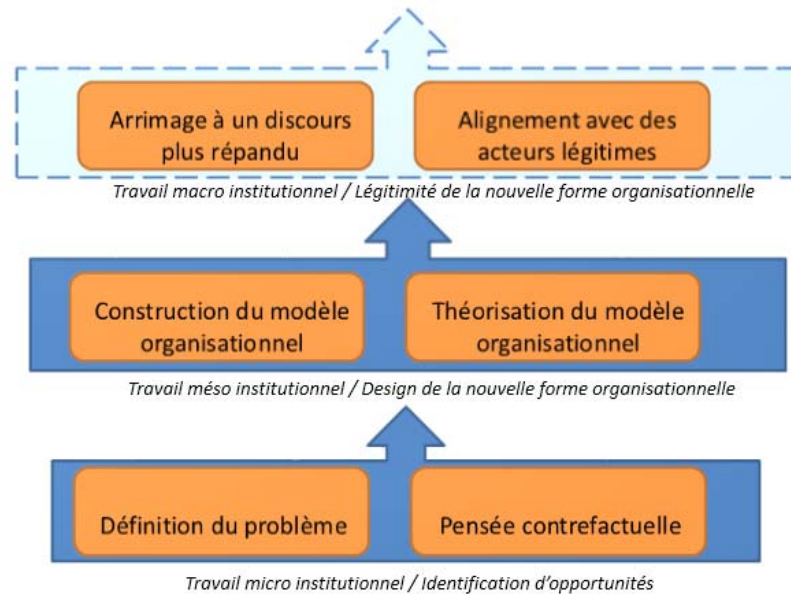 Arrimage à un discours
plus répandu
Alignement avec des
acteurs légitimes
Travail macro institutionnel / Légitimité de la nouvelle forme organisationnelle
Construction du modèle
organisationnel
Théorisation du modèle
organisationnel
Travail méso institutionnel / Design de la nouvelle forme organisationnelle
Définition du problème
Pensée contrefactuelle
Travail micro institutionnel / Identification d'opportunités